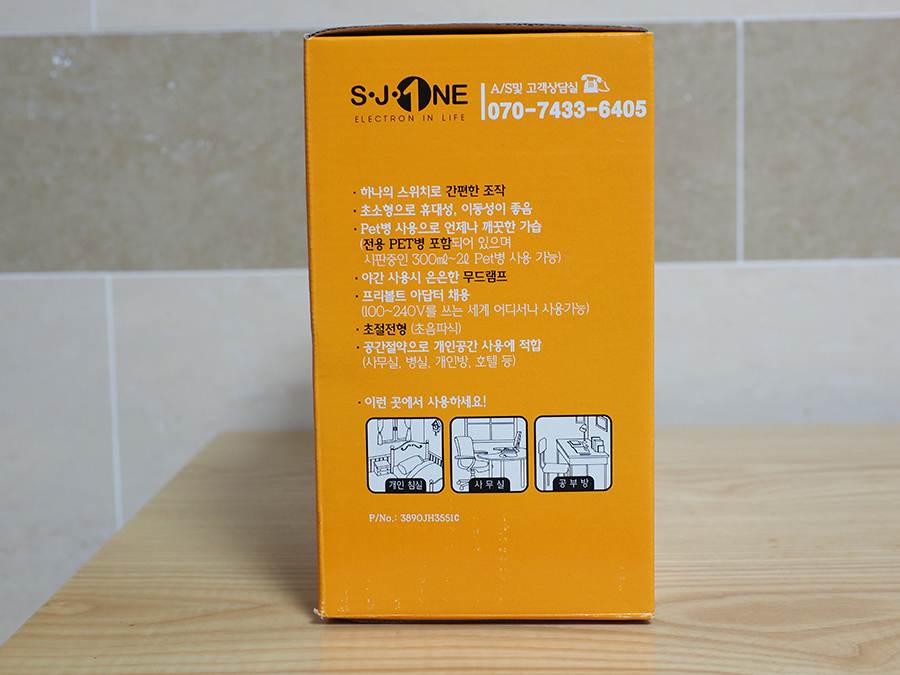 S·J·1NE
ELECTRON IN LIFE
A/S및 고객상담실
070-7433-6405
· 하나의 스위치로 간편한 조작
· 초소형으로 휴대성, 이동성이 좋음
· Pet병 사용으로 언제나 깨끗한 가습
(전용 PET병 포함되어 있으며
시판중인 300㎖~2ℓ Pet병 사용 가능)
· 야간 사용시 은은한 무드램프
· 프리볼트 아답터 채용
(100~240V를 쓰는 세계 어디서나 사용가능)
· 초절전형 (초음파식)
· 공간절약으로 개인공간 사용에 적합
(사무실, 병실, 개인방, 호텔 등)
· 이런 곳에서 사용하세요!
개인 침실
사 무 실
공 부 방
P/No.: 3890JH3551C